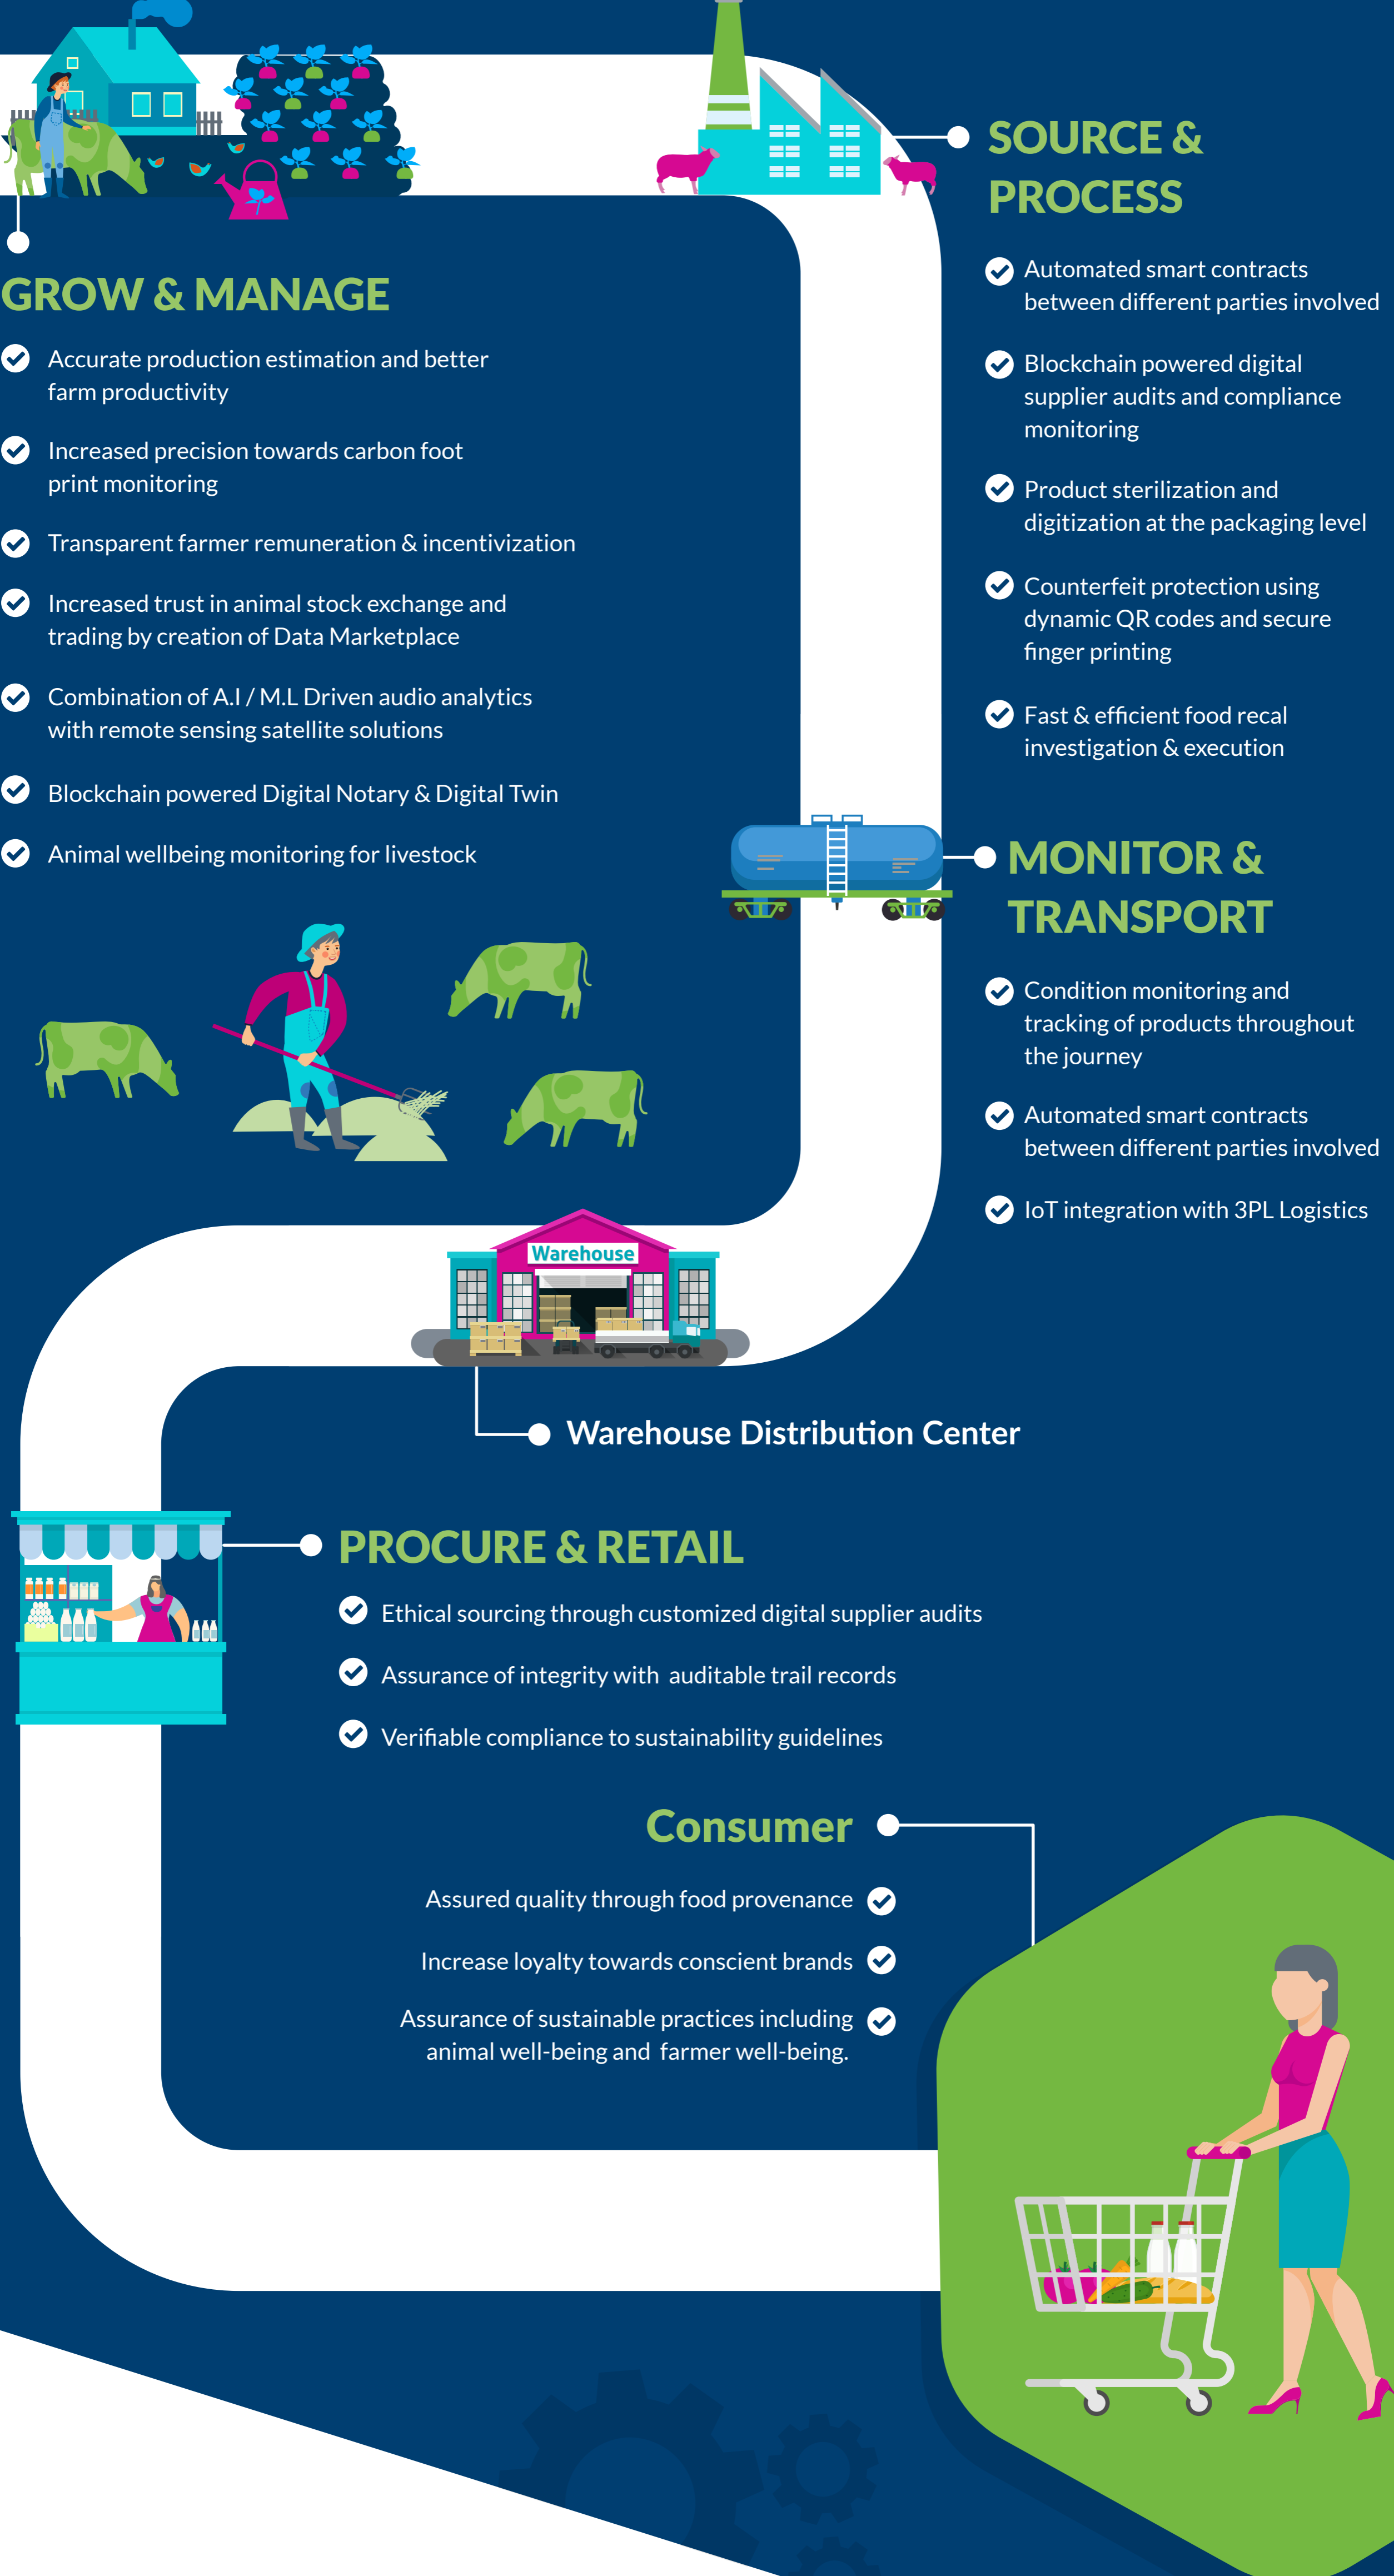 GROW & MANAGE
Accurate production estimation and better
farm productivity
Increased precision towards carbon foot
print monitoring
Transparent farmer remuneration & incentivization
Increased trust in animal stock exchange and
trading by creation of Data Marketplace
Combination of A.I / M.L Driven audio analytics
with remote sensing satellite solutions
Blockchain powered Digital Notary & Digital Twin
Animal wellbeing monitoring for livestock
SOURCE &
PROCESS
Automated smart contracts
between different parties involved
Blockchain powered digital
supplier audits and compliance
monitoring
Product sterilization and
digitization at the packaging level
Counterfeit protection using
dynamic QR codes and secure
finger printing
Fast & efficient food recal
investigation & execution
MONITOR &
TRANSPORT
Condition monitoring and
tracking of products throughout
the journey
Automated smart contracts
between different parties involved
IoT integration with 3PL Logistics
Warehouse
Warehouse Distribution Center
PROCURE & RETAIL
Ethical sourcing through customized digital supplier audits
Assurance of integrity with auditable trail records
Verifiable compliance to sustainability guidelines
Consumer
Assured quality through food provenance
Increase loyalty towards conscient brands
Assurance of sustainable practices including
animal well-being and farmer well-being.